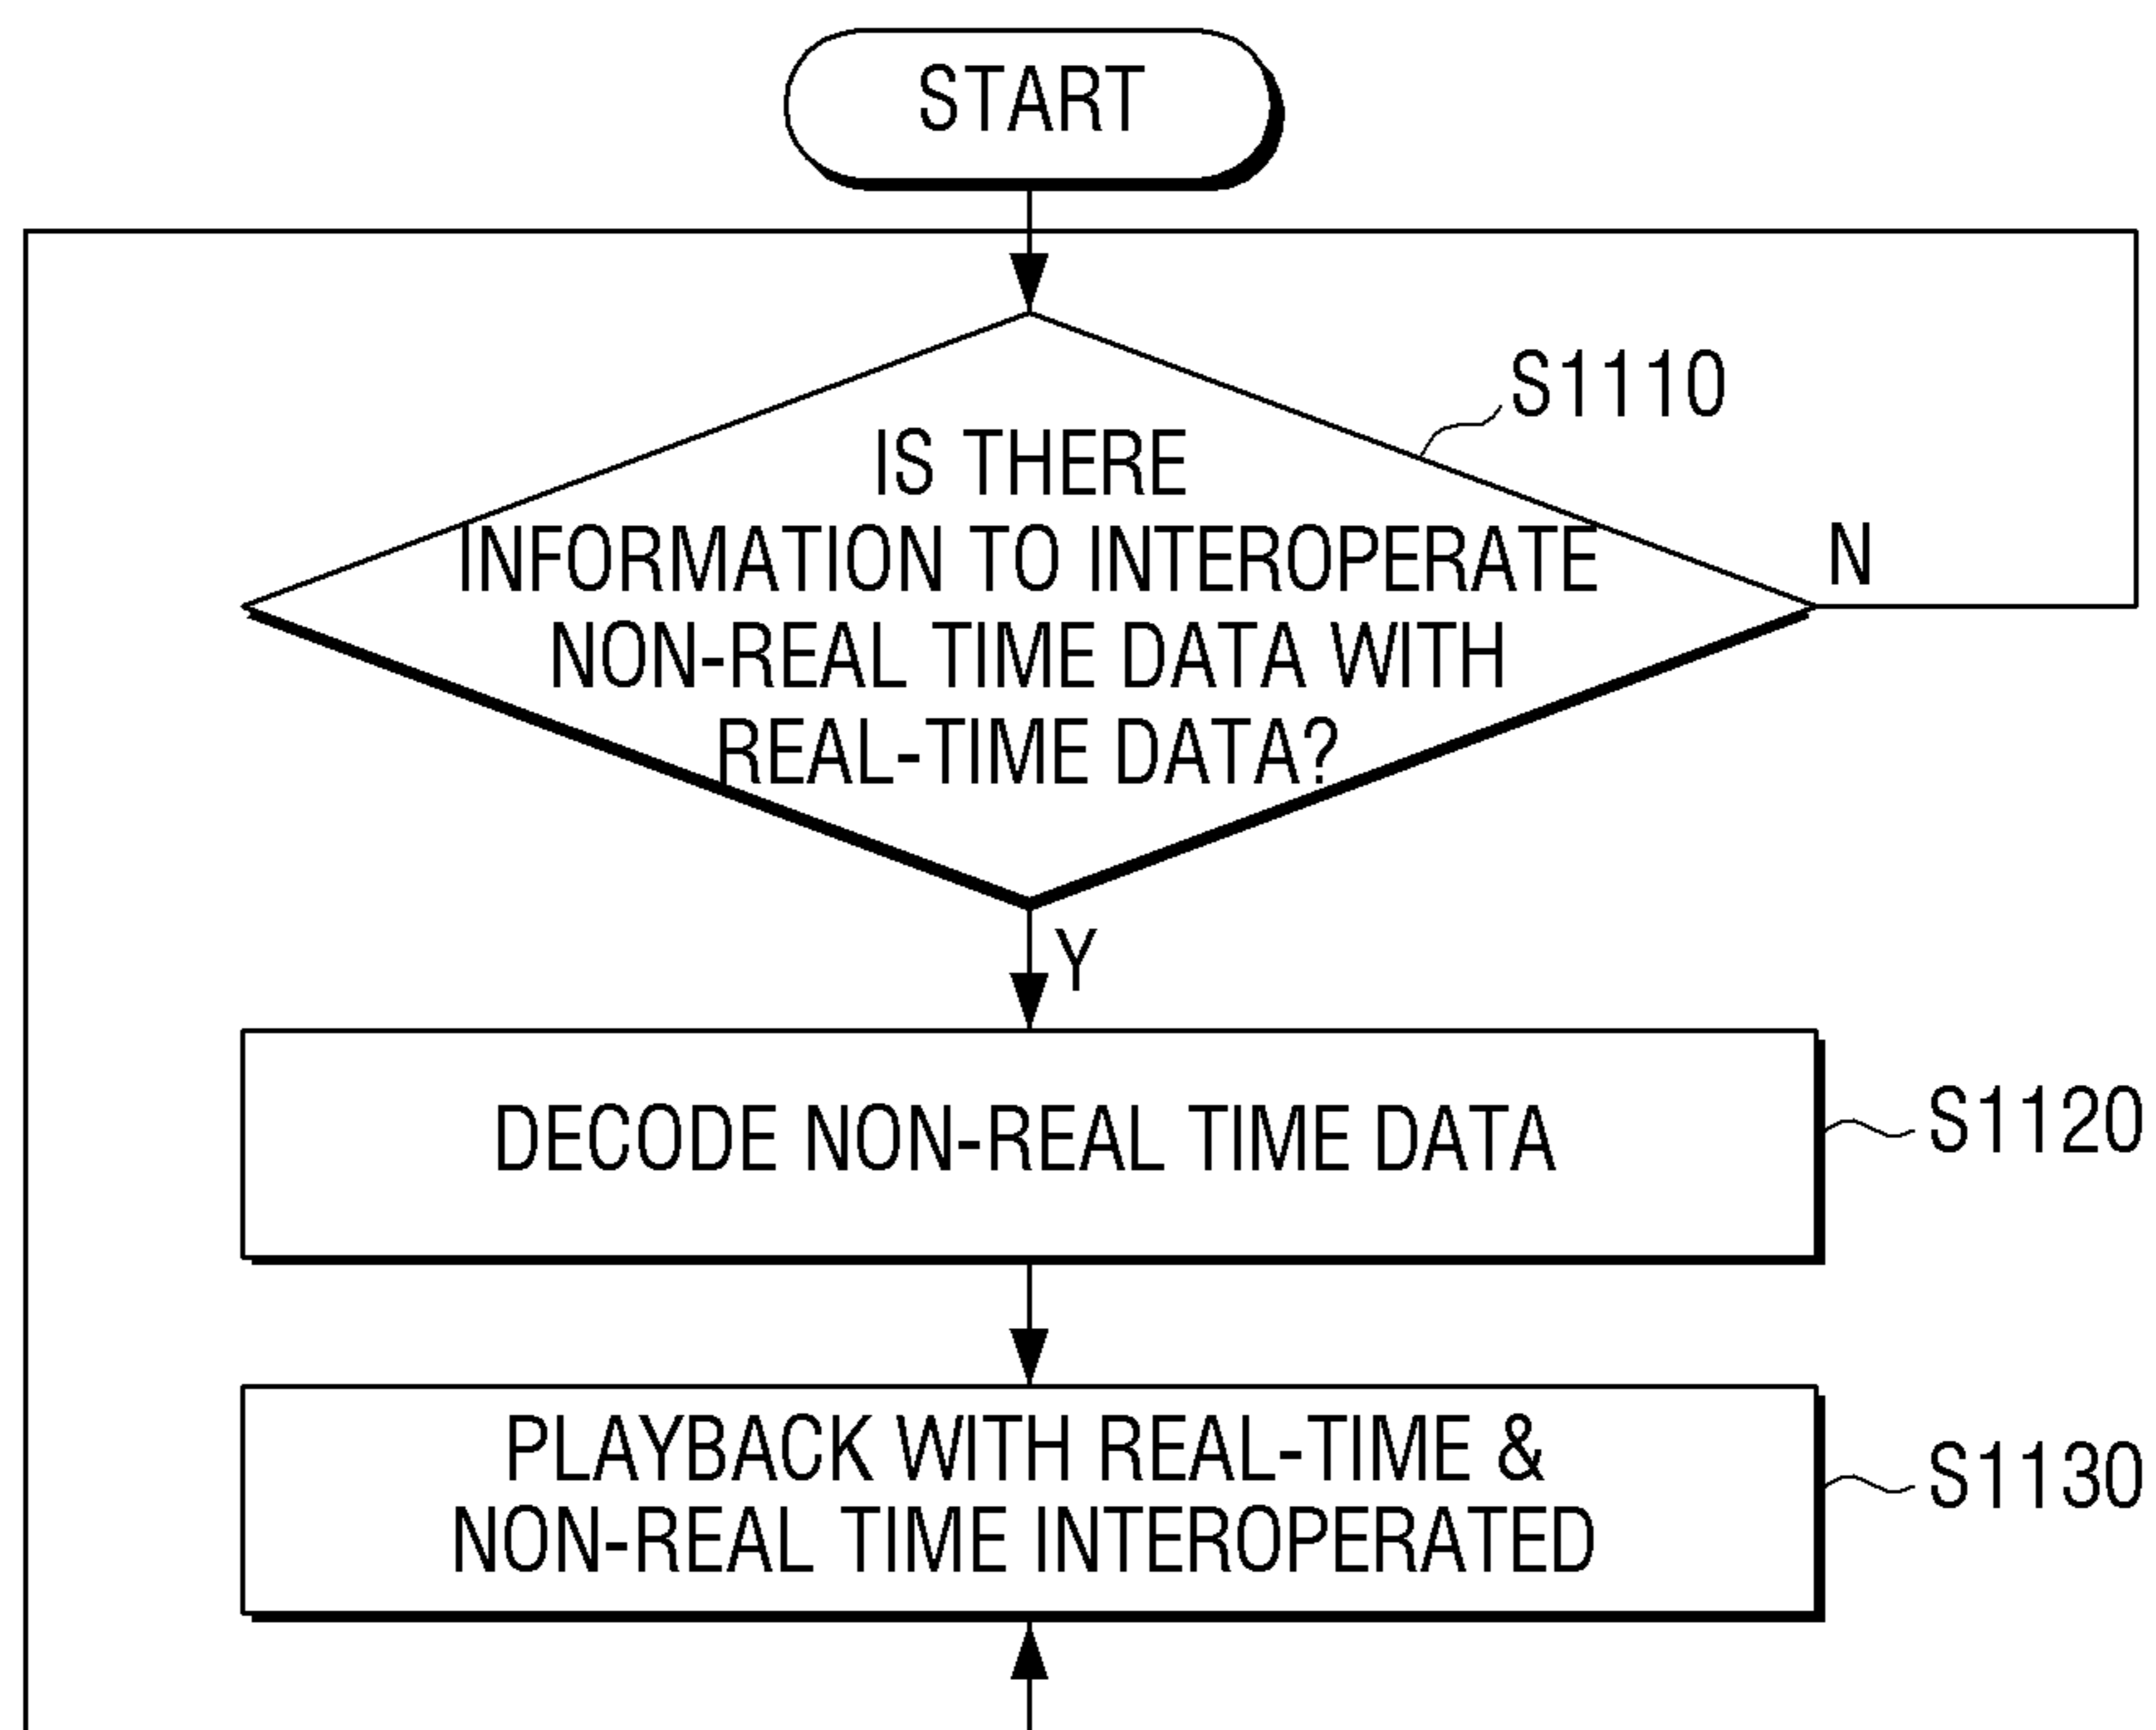 START
S1110
IS THERE
INFORMATION TO INTEROPERATE
NON-REAL TIME DATA WITH
REAL-TIME DATA?
N
Y
DECODE NON-REAL TIME DATA
S1120
PLAYBACK WITH REAL-TIME &
NON-REAL TIME INTEROPERATED
S1130